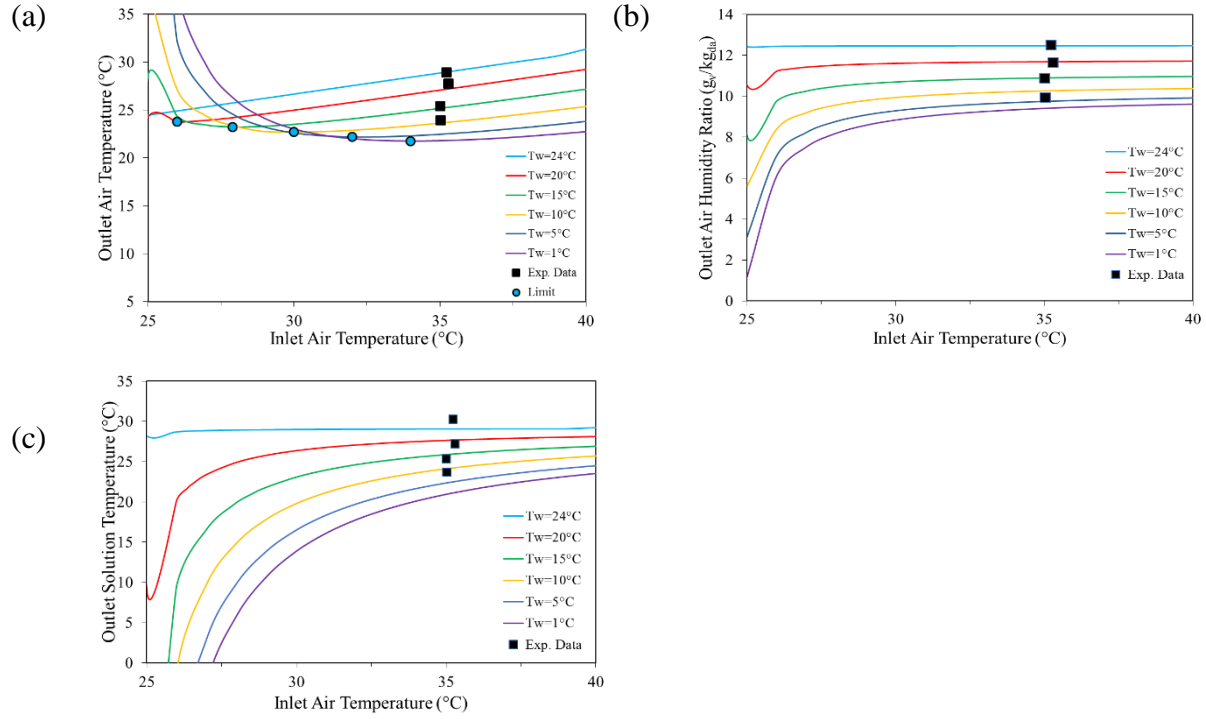 (a)
35
30
25
20
15
10
5
Outlet Air Temperature (°C)
25
30
35
40
Inlet Air Temperature (°C)
Tw=24°C
Tw=20°C
Tw=15°C
Tw=10°C
Tw=5°C
Tw=1°C
Exp. Data
Limit
(b)
14
12
10
8
6
4
2
0
Outlet Air Humidity Ratio (gv/kgda)
25
30
35
40
Inlet Air Temperature (°C)
Tw=24°C
Tw=20°C
Tw=15°C
Tw=10°C
Tw=5°C
Tw=1°C
Exp. Data
(c)
35
30
25
20
15
10
5
0
Outlet Solution Temperature (°C)
25
30
35
40
Inlet Air Temperature (°C)
Tw=24°C
Tw=20°C
Tw=15°C
Tw=10°C
Tw=5°C
Tw=1°C
Exp. Data